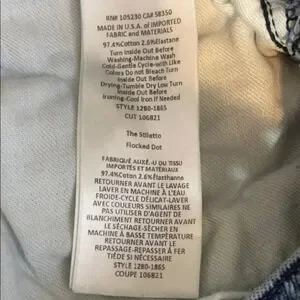 RN# 105230 CA# 58350
MADE IN U.S.A. of IMPORTED
FABRIC and MATERIALS
97.4%Cotton 2.6%Elastane
Turn Inside Out Before
Washing-Machine Wash
Cold-Gentle Cycle-with Like
Colors Do not Bleach Turn
Inside Out Before
Drying-Tumble Dry Low Turn
Inside Out Before
Ironing-Cool Iron if Needed
STYLE 1280-1865
CUT 106821
The Stiletto
Flocked Dot
FABRIQUÉ AUX É.-U DU TISSU
IMPORTÉS ET MATÉRIAUX
97.4%Cotton 2.6%Élasthanne
RETOURNER AVANT LE LAVAGE
LAVER EN MACHINE À L'EAU
FROIDE-CYCLE DÉLICAT-LAVER
AVEC COULEURS SIMILAIRES NE
PAS UTILISER D'AGENT DE
BLANCHIMENT RETOURNER AVANT
LE SÉCHAGE-SÉCHER EN
MACHINE À BASSE TEMPÉRATURE
RETOURNER AVANT LE
REPASSAGE-REPASSER À FER
TIÈDE SI NÉCESSAIRE
STYLE 1280-1865
COUPE 106821